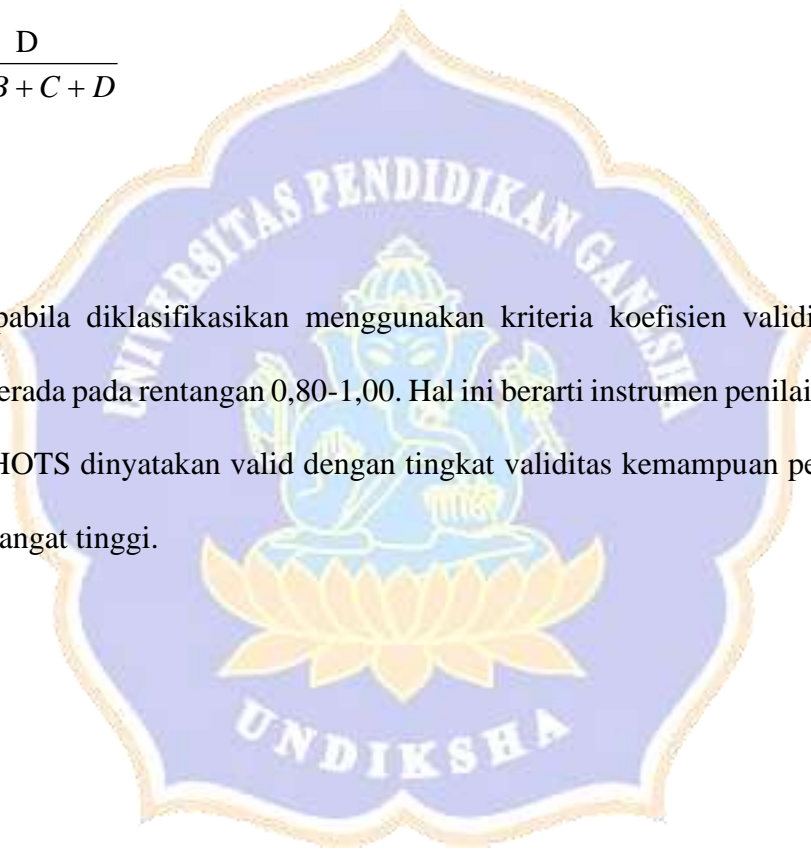 D
B + C + D
UNIVERSITAS PENDIDIKAN GANESHA
pabila diklasifikasikan menggunakan kriteria koefisien validi
erada pada rentangan 0,80-1,00. Hal ini berarti instrumen penilai
HOTS dinyatakan valid dengan tingkat validitas kemampuan pe
angat tinggi.
UNDIKSHA